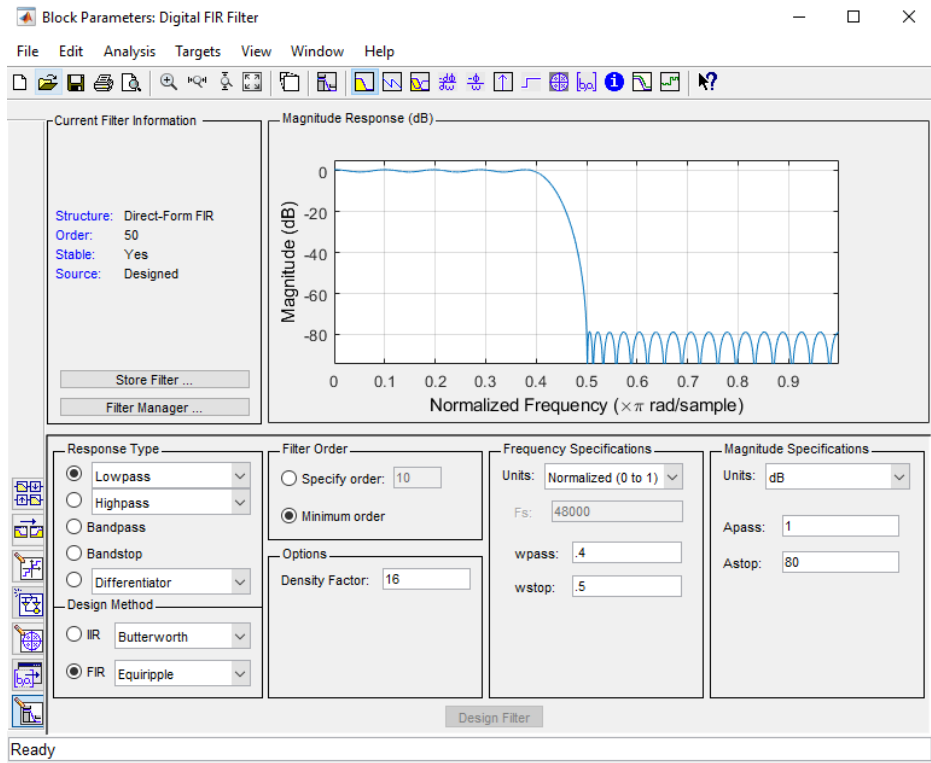 Block Parameters: Digital FIR Filter
File Edit Analysis Targets View Window Help
Current Filter Information
Structure: Direct-Form FIR
Order: 50
Stable: Yes
Source: Designed
Store Filter ...
Filter Manager ...
Magnitude Response (dB)
Magnitude (dB)
0
-20
-40
-60
-80
0 0.1 0.2 0.3 0.4 0.5 0.6 0.7 0.8 0.9
Normalized Frequency (×π rad/sample)
Response Type
Lowpass
Highpass
Bandpass
Bandstop
Differentiator
Design Method
IIR Butterworth
FIR Equiripple
Filter Order
Specify order: 10
Minimum order
Options
Density Factor: 16
Frequency Specifications
Units: Normalized (0 to 1)
Fs: 48000
wpass: .4
wstop: .5
Magnitude Specifications
Units: dB
Apass: 1
Astop: 80
Design Filter
Ready